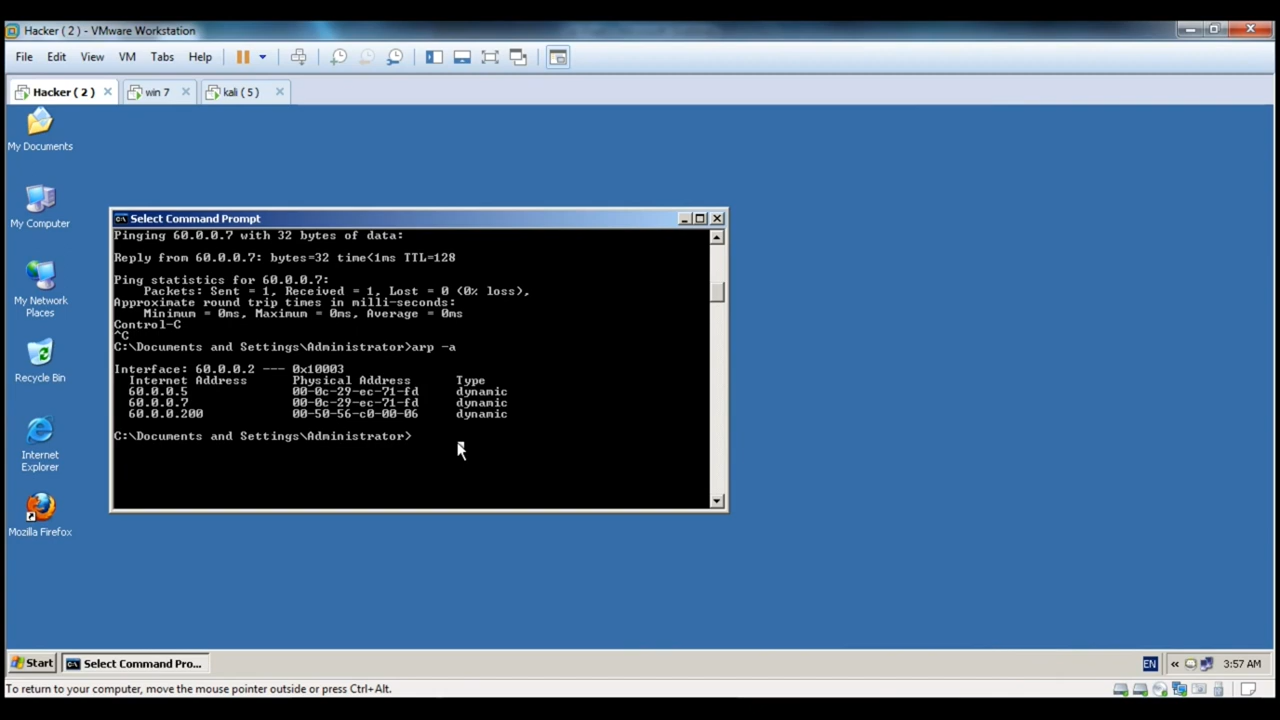 Hacker ( 2 ) - VMware Workstation
File Edit View VM Tabs Help
Hacker ( 2 ) win 7 kali ( 5 )
My Documents
My Computer
My Network
Places
Recycle Bin
Internet
Explorer
Mozilla Firefox
Select Command Prompt
Pinging 60.0.0.7 with 32 bytes of data:
Reply from 60.0.0.7: bytes=32 time<1ms TTL=128
Ping statistics for 60.0.0.7:
Packets: Sent = 1, Received = 1, Lost = 0 (0% loss),
Approximate round trip times in milli-seconds:
Minimum = 0ms, Maximum = 0ms, Average = 0ms
Control-C
^C
C:\Documents and Settings\Administrator>arp -a
Interface: 60.0.0.2 --- 0x10003
Internet Address Physical Address Type
60.0.0.5 00-0c-29-ec-71-fd dynamic
60.0.0.7 00-0c-29-ec-71-fd dynamic
60.0.0.200 00-50-56-c0-00-06 dynamic
C:\Documents and Settings\Administrator>
Start Select Command Pro... EN « 3:57 AM
To return to your computer, move the mouse pointer outside or press Ctrl+Alt.